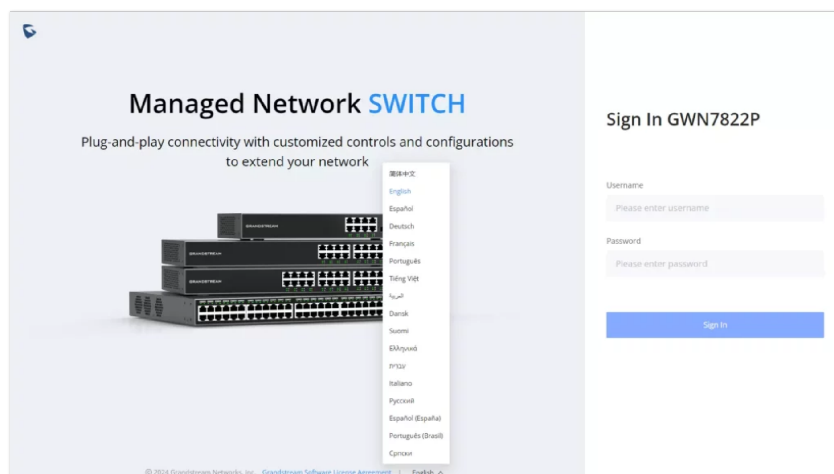 Managed Network SWITCH
Plug-and-play connectivity with customized controls and configurations
to extend your network
GRANDSTREAM
GRANDSTREAM
GRANDSTREAM
简体中文
English
Español
Deutsch
Français
Português
Tiếng Việt
العربية
Dansk
Suomi
Ελληνικά
עברית
Italiano
Русский
Español (España)
Português (Brasil)
Српски
© 2024 Grandstream Networks, Inc. Grandstream Software License Agreement | English
Sign In GWN7822P
Username
Please enter username
Password
Please enter password
Sign In